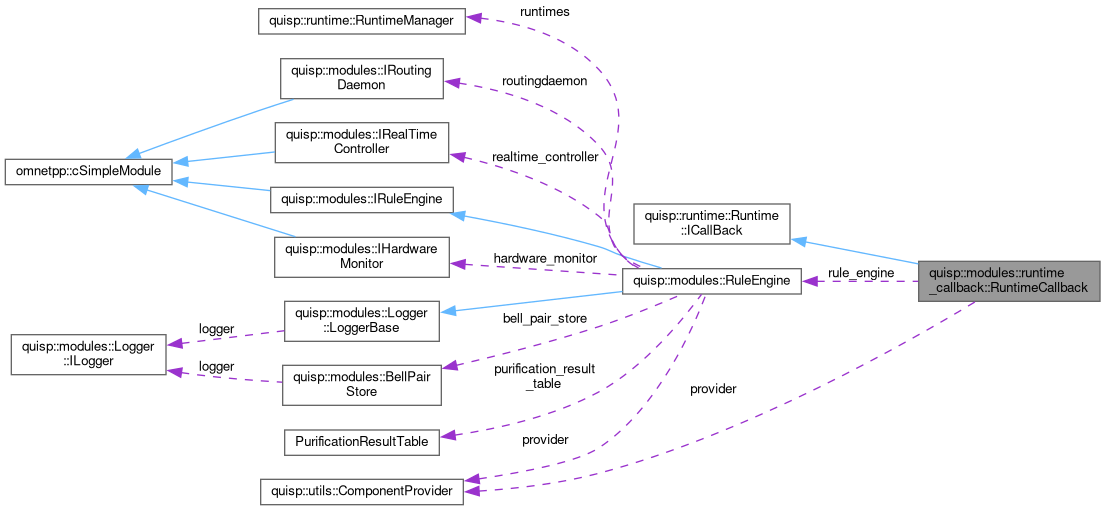 quisp::runtime::RuntimeManager
runtimes
quisp::modules::IRouting
Daemon
routingdaemon
quisp::modules::IRealTime
Controller
realtime_controller
omnetpp::cSimpleModule
quisp::modules::IRuleEngine
quisp::runtime::Runtime
::ICallBack
quisp::modules::IHardware
Monitor
hardware_monitor
quisp::modules::RuleEngine
rule_engine
quisp::modules::runtime
_callback::RuntimeCallback
quisp::modules::Logger
::LoggerBase
bell_pair_store
logger
quisp::modules::Logger
::ILogger
logger
quisp::modules::BellPair
Store
purification_result
_table
provider
PurificationResultTable
provider
quisp::utils::ComponentProvider